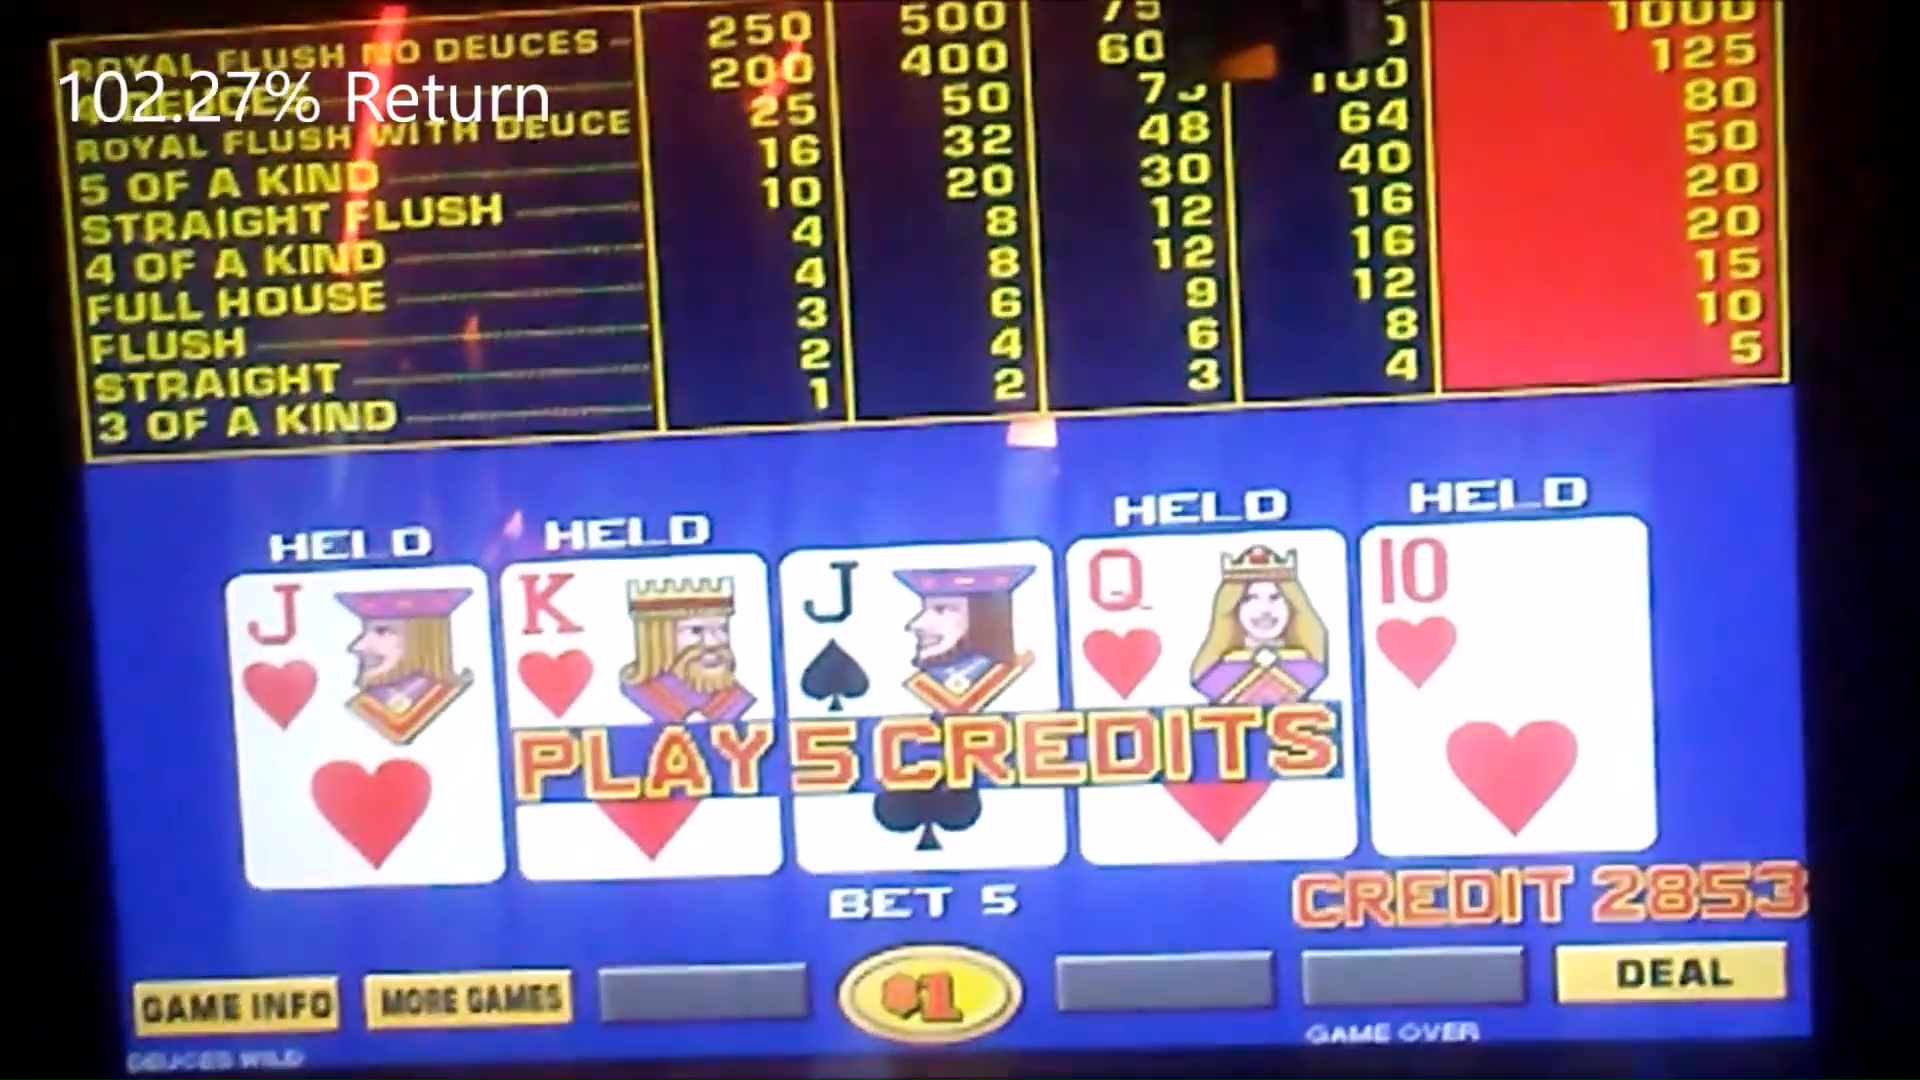 ROYAL FLUSH NO DEUCES 250 500 1000
102.27% Return
4 DEUCES 200 400 60 125
ROYAL FLUSH WITH DEUCE 25 50 100 80
5 OF A KIND 16 32 48 64 50
STRAIGHT FLUSH 10 20 30 40 20
4 OF A KIND 4 8 12 16 20
FULL HOUSE 4 8 12 16 15
FLUSH 3 6 9 12 10
STRAIGHT 2 4 6 8 5
3 OF A KIND 1 2 3 4
HELD HELD HELD HELD
J K J Q 10
PLAY 5 CREDITS
BET 5
CREDIT 2853
GAME INFO MORE GAMES $1 DEAL
GAME OVER
DEUCES WILD